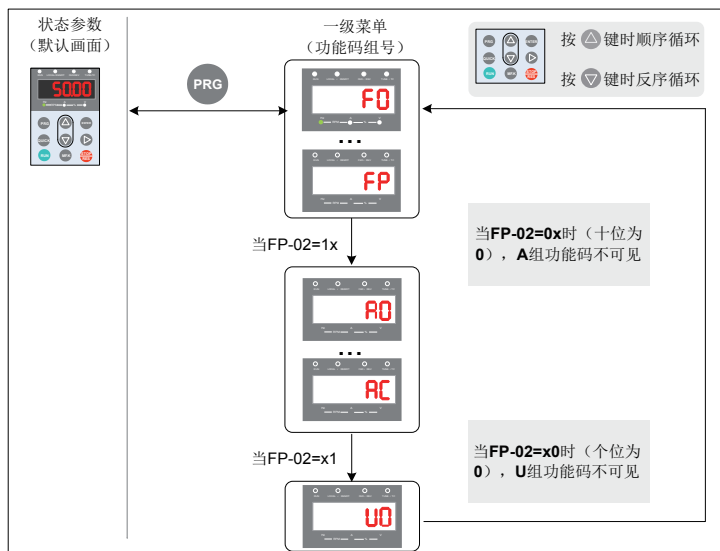 状态参数
(默认画面)
一级菜单
(功能码组号)
50.00
PRG
F0
...
FP
按 键时顺序循环
按 键时反序循环
当FP-02=1x
当FP-02=0x时（十位为
0），A组功能码不可见
A0
...
AC
当FP-02=x1
当FP-02=x0时（个位为
0），U组功能码不可见
U0